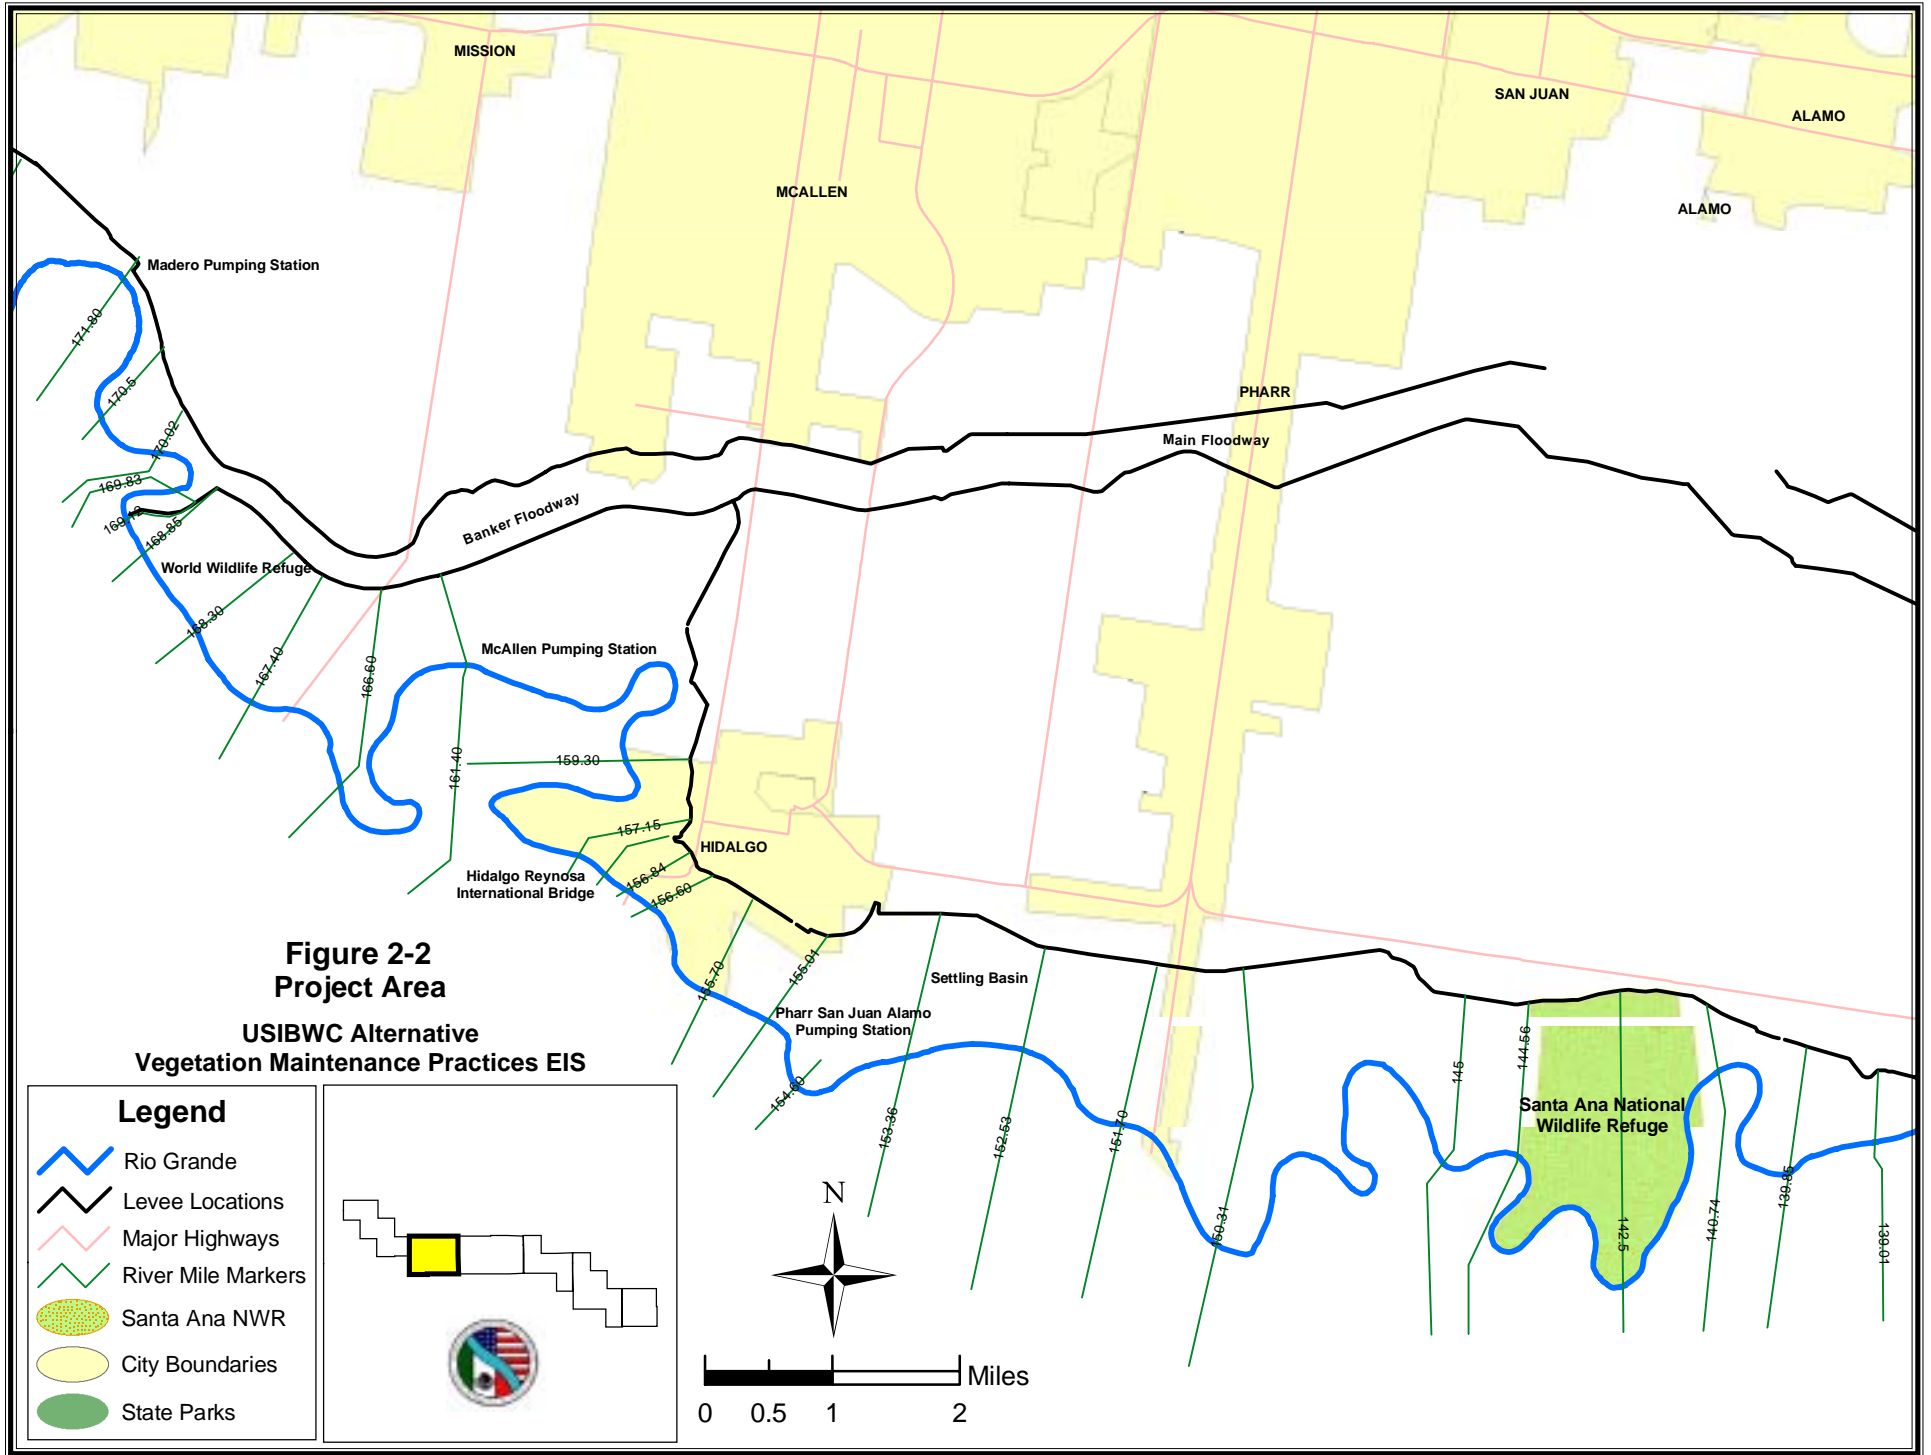 MISSION
SAN JUAN
ALAMO
MCALLEN
ALAMO
Madero Pumping Station
171.80
170.5
PHARR
170.02
Main Floodway
169.83
Banker Floodway
169.12
168.85
World Wildlife Refuge
168.30
McAllen Pumping Station
167.40
166.60
161.40
159.30
157.15
HIDALGO
Hidalgo Reynosa
International Bridge
156.84
156.60
155.70
155.01
Settling Basin
Pharr San Juan Alamo
Pumping Station
154.60
153.36
152.53
151.70
150.31
145
144.56
Santa Ana National
Wildlife Refuge
142.5
140.74
139.85
139.01
Figure 2-2
Project Area
USIBWC Alternative
Vegetation Maintenance Practices EIS
Legend
Rio Grande
Levee Locations
Major Highways
River Mile Markers
Santa Ana NWR
City Boundaries
State Parks
N
Miles
0 0.5 1 2